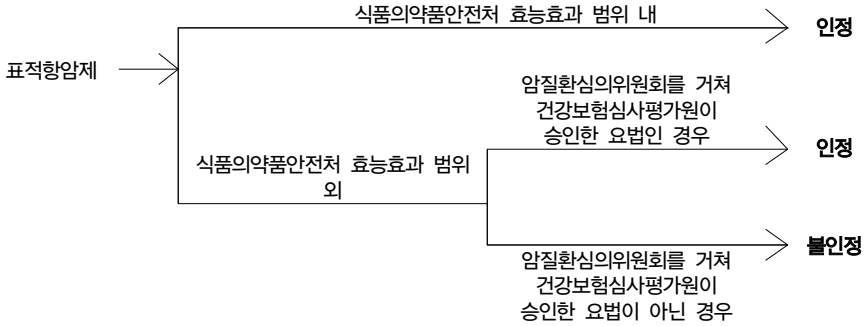 식품의약품안전처 효능효과 범위 내
인정
표적항암제
암질환심의위원회를 거쳐
건강보험심사평가원이
승인한 요법인 경우
인정
식품의약품안전처 효능효과 범위
외
불인정
암질환심의위원회를 거쳐
건강보험심사평가원이
승인한 요법이 아닌 경우